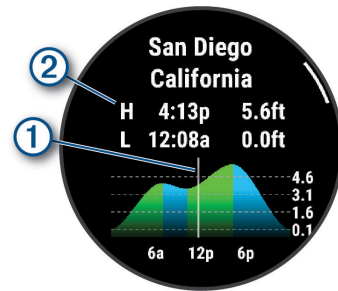 San Diego
California
2
H 4:13p 5.6ft
1
L 12:08a 0.0ft
4.6
3.1
1.6
0.1
6a 12p 6p